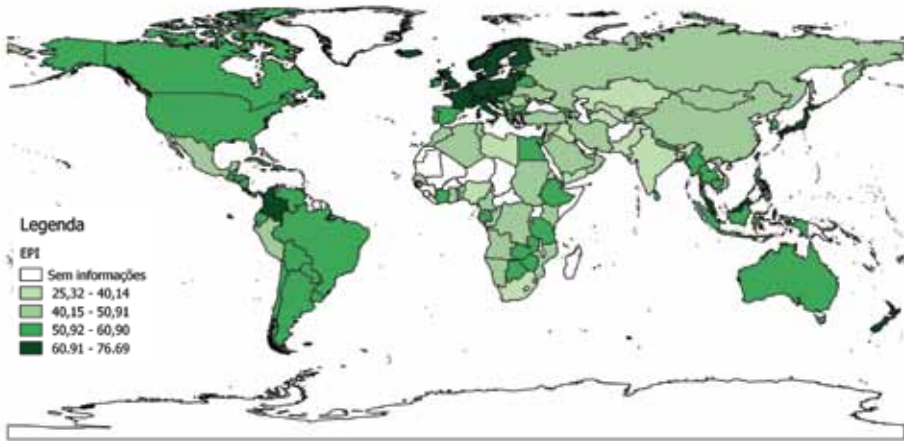 Legenda
EPI
Sem informações
25,32 - 40,14
40,15 - 50,91
50,92 - 60,90
60.91 - 76.69